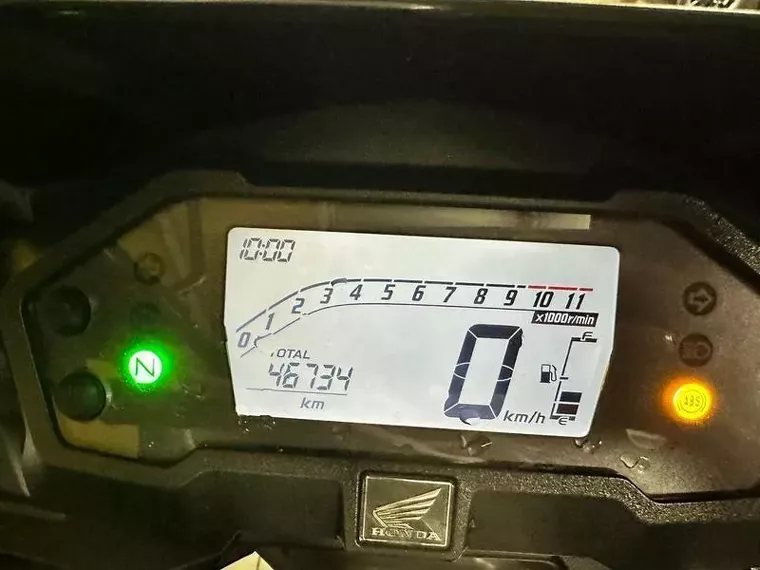 10:00
0 1 2 3 4 5 6 7 8 9 10 11
x1000r/min
TOTAL
46734
km
0
km/h
F
E
N
ABS
HONDA